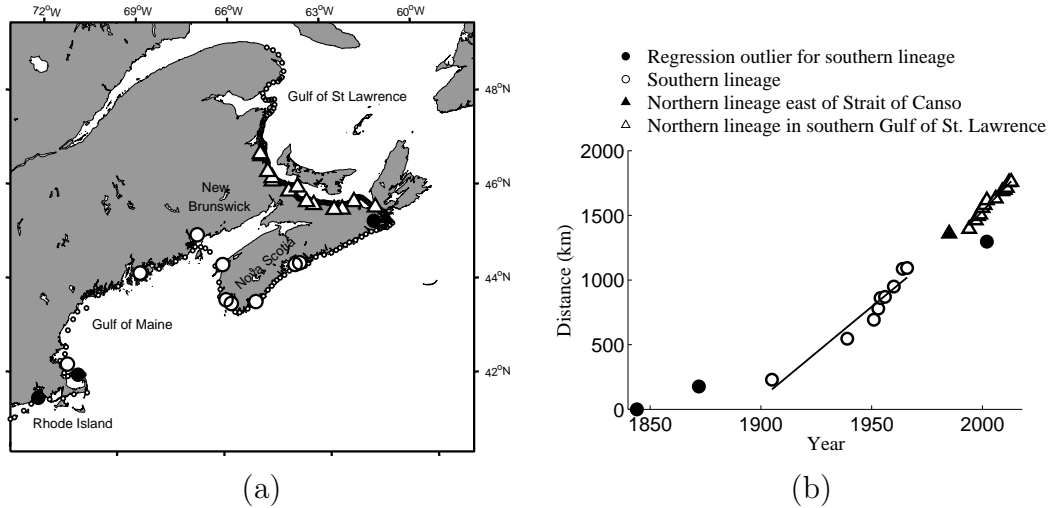 72°W
69°W
66°W
63°W
60°W
48°N
46°N
44°N
42°N
Gulf of St Lawrence
New
Brunswick
Nova Scotia
Gulf of Maine
Rhode Island
(a)
Regression outlier for southern lineage
Southern lineage
Northern lineage east of Strait of Canso
Northern lineage in southern Gulf of St. Lawrence
2000
1500
1000
500
0
Distance (km)
1850
1900
1950
2000
Year
(b)